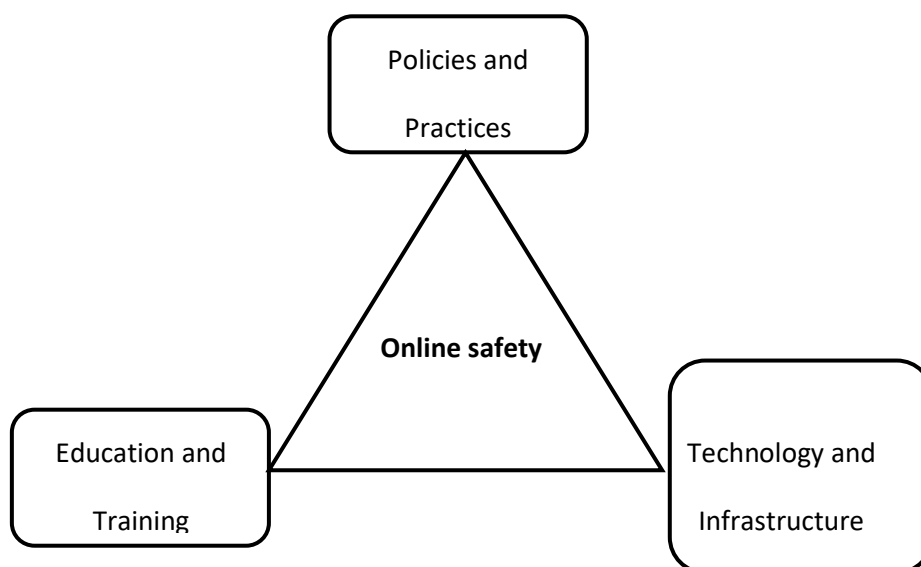 Policies and
Practices
Online safety
Education and
Training
Technology and
Infrastructure